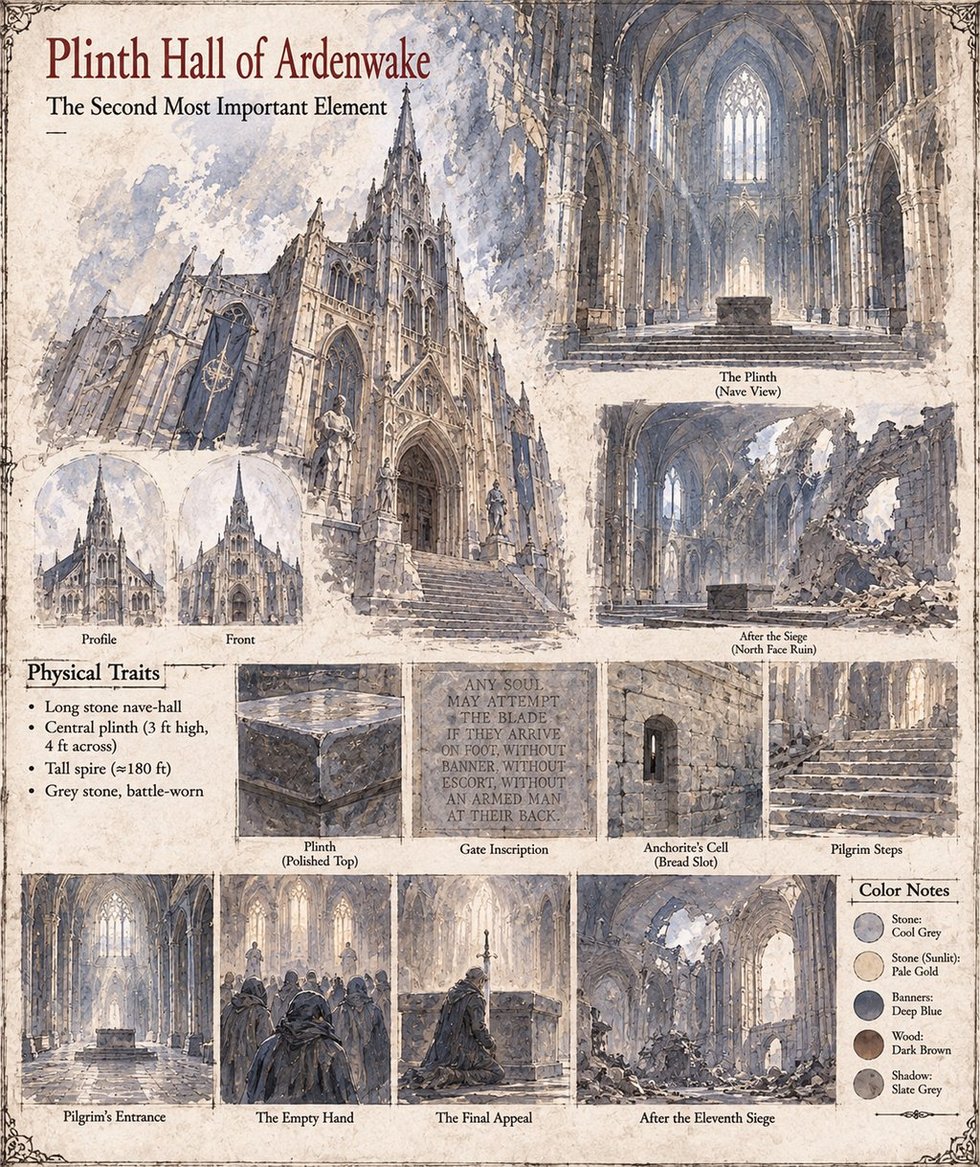 Plinth Hall of Ardenwake
The Second Most Important Element
The Plinth
(Nave View)
Profile
Front
After the Siege
(North Face Ruin)
Physical Traits
• Long stone nave-hall
• Central plinth (3 ft high,
4 ft across)
• Tall spire (≈180 ft)
• Grey stone, battle-worn
Plinth
(Polished Top)
ANY SOUL
MAY ATTEMPT
THE BLADE
IF THEY ARRIVE
ON FOOT, WITHOUT
BANNER, WITHOUT
ESCORT, WITHOUT
AN ARMED MAN
AT THEIR BACK.
Gate Inscription
Anchorite's Cell
(Bread Slot)
Pilgrim Steps
Pilgrim's Entrance
The Empty Hand
The Final Appeal
After the Eleventh Siege
Color Notes
Stone:
Cool Grey
Stone (Sunlit):
Pale Gold
Banners:
Deep Blue
Wood:
Dark Brown
Shadow:
Slate Grey